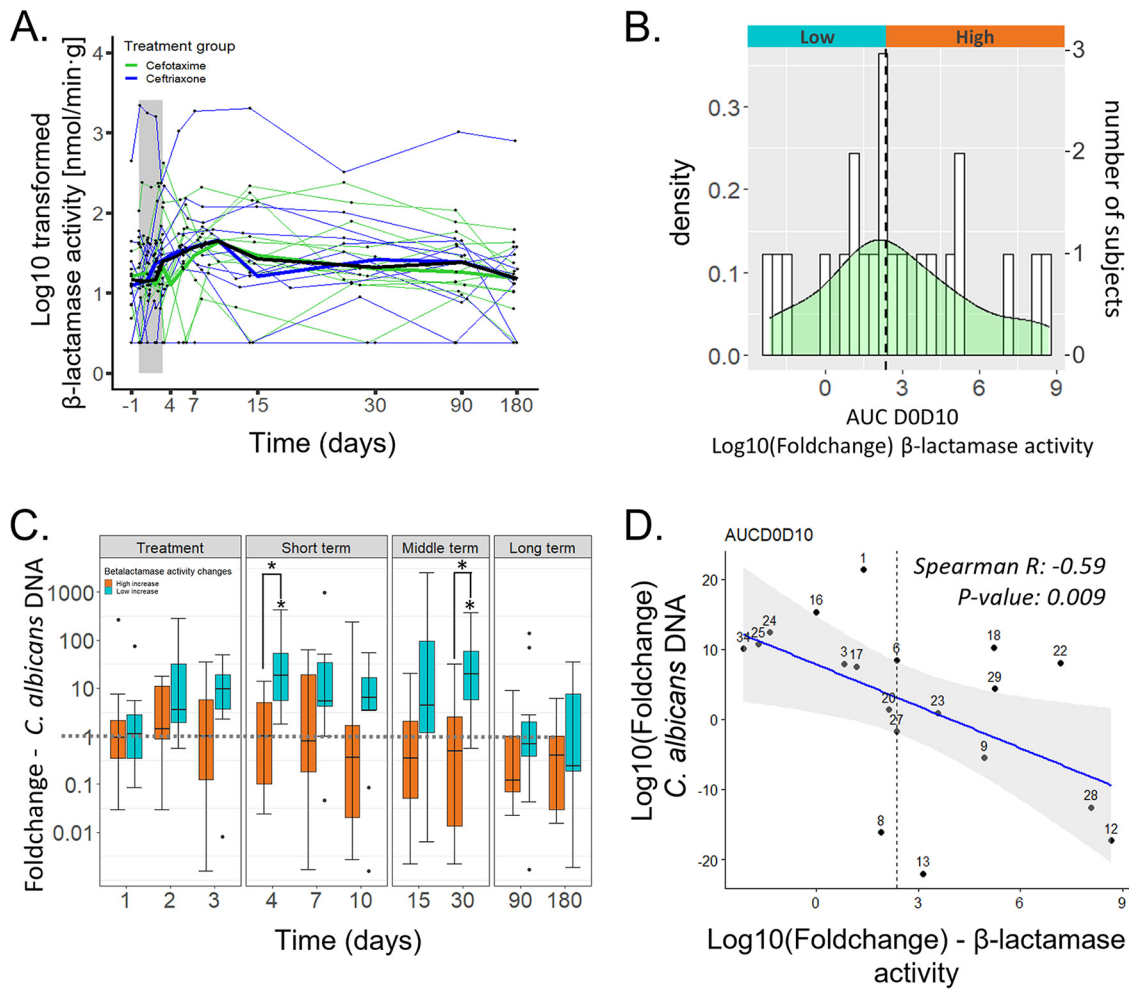 A.
Treatment group
Cefotaxime
Ceftriaxone
Log10 transformed
β-lactamase activity [nmol/min·g]
4
3
2
1
0
-1 4 7 15 30 90 180
Time (days)
B.
Low High
density
0.3
0.2
0.1
0.0
number of subjects
3
2
1
0
0 3 6 9
AUC D0D10
Log10(Foldchange) β-lactamase activity
C.
Treatment Short term Middle term Long term
Betalactamase activity changes
High increase
Low increase
Foldchange - C. albicans DNA
1000
100
10
1
0.1
0.01
* * * *
1 2 3 4 7 10 15 30 90 180
Time (days)
D.
AUCD0D10
Spearman R: -0.59
P-value: 0.009
Log10(Foldchange)
C. albicans DNA
20
10
0
-10
-20
1
16
24
25
34
3
17
6
18
22
29
20
27
23
9
8
13
28
12
0 3 6 9
Log10(Foldchange) - β-lactamase
activity